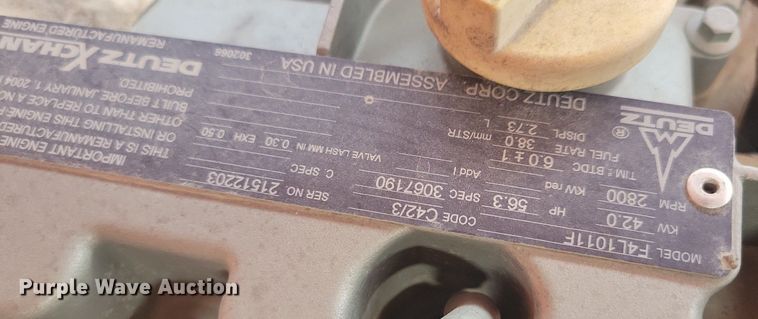 DEUTZ
®
MODEL F4L1011F
KW 42.0 HP 56.3
CODE C42/3
SER NO 21512203
RPM 2800 KW red
SPEC 3067190
C. SPEC
TIM ± BTDC 6.0 ± 1
Add I
VALVE LASH MM IN 0.30 EXH 0.50
FUEL RATE 38.0 mm/STR
DISPL 2.73 L
DEUTZ CORP ASSEMBLED IN USA
302066
IMPORTANT ENGINE
THIS IS A REMANUFACTURED
OR INSTALLING THIS ENGINE
OTHER THAN TO REPLACE A NO
BUILT BEFORE JANUARY 1, 2004
PROHIBITED
DEUTZ XCHAN
REMANUFACTURED ENGINE
Purple Wave Auction